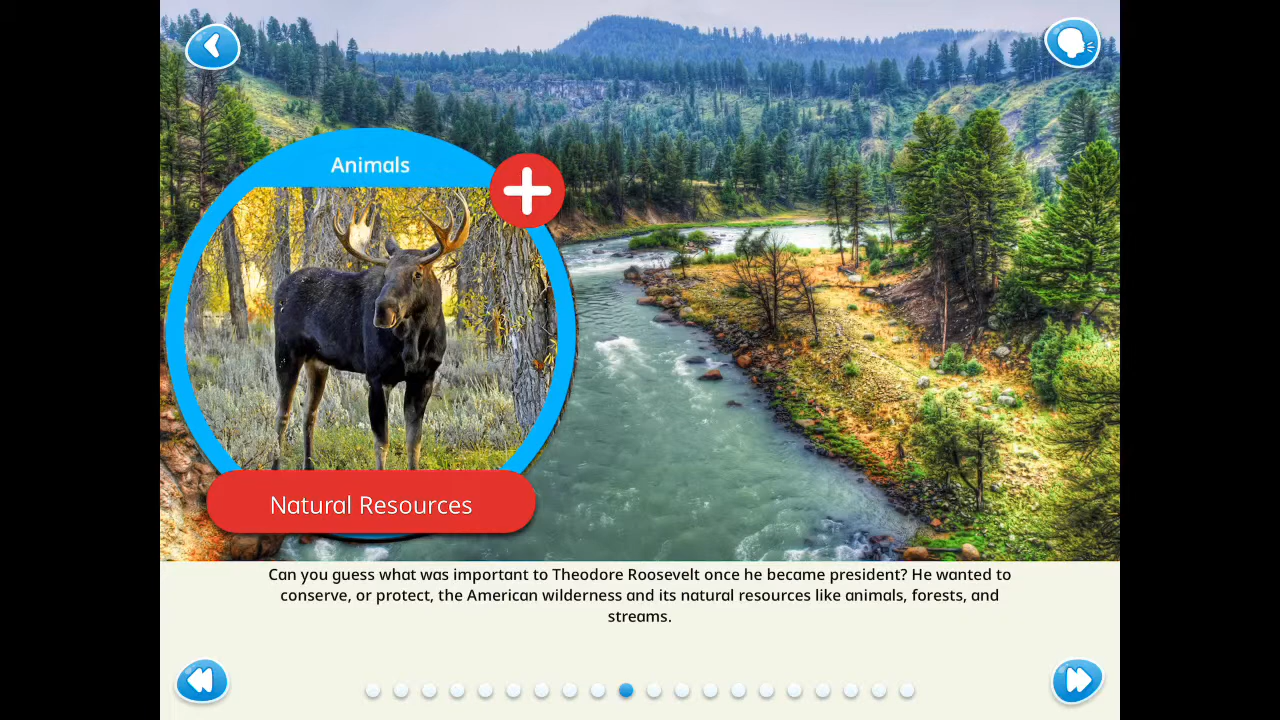 Animals
Natural Resources
Can you guess what was important to Theodore Roosevelt once he became president? He wanted to
conserve, or protect, the American wilderness and its natural resources like animals, forests, and
streams.